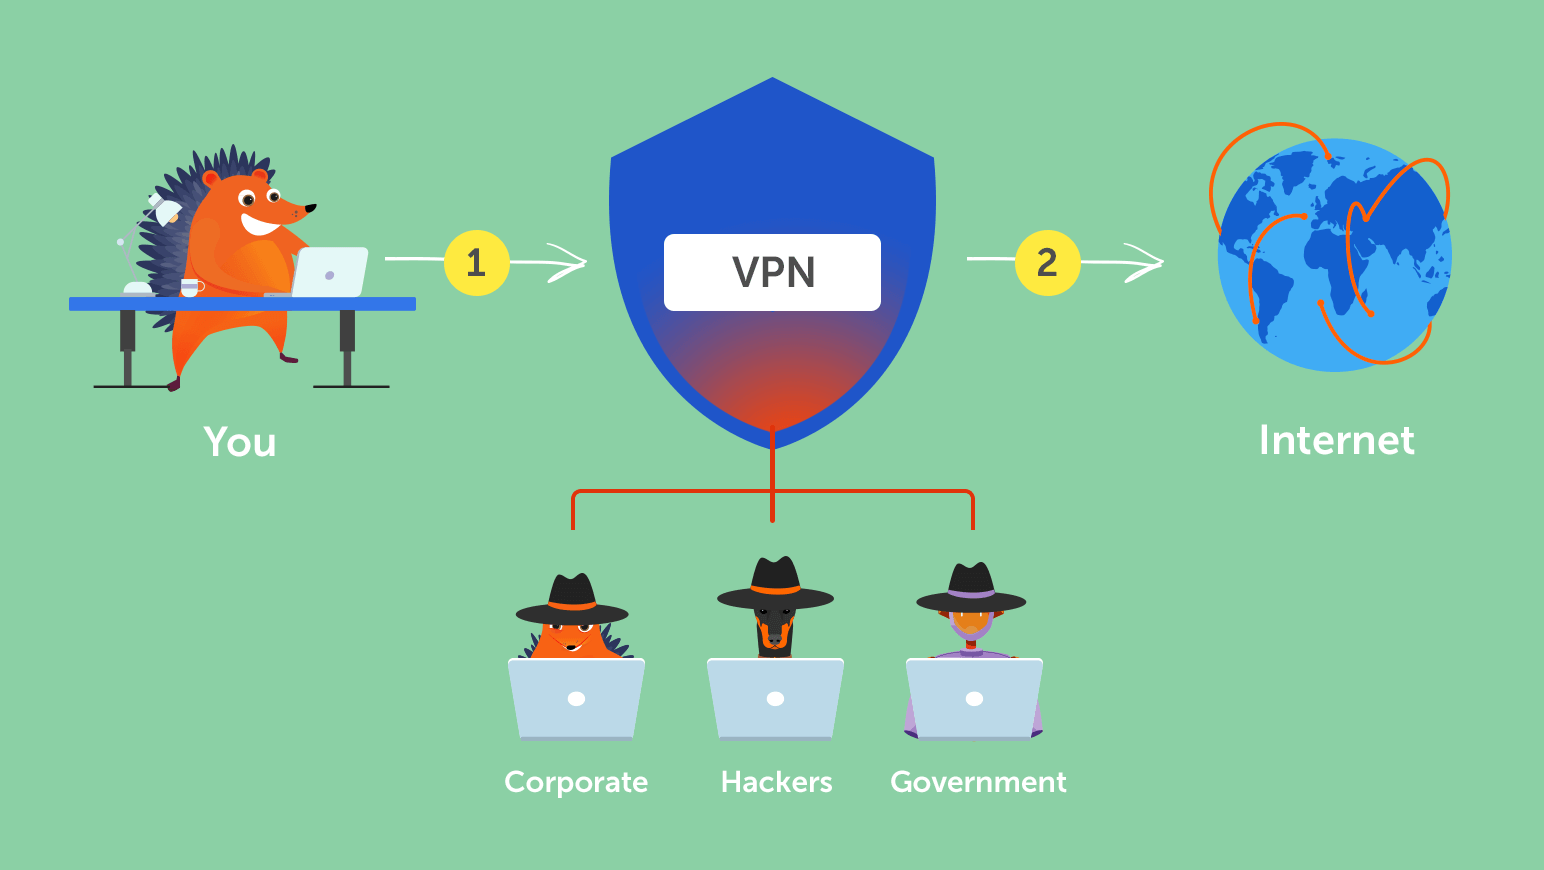 1
VPN
2
You
Internet
Corporate
Hackers
Government